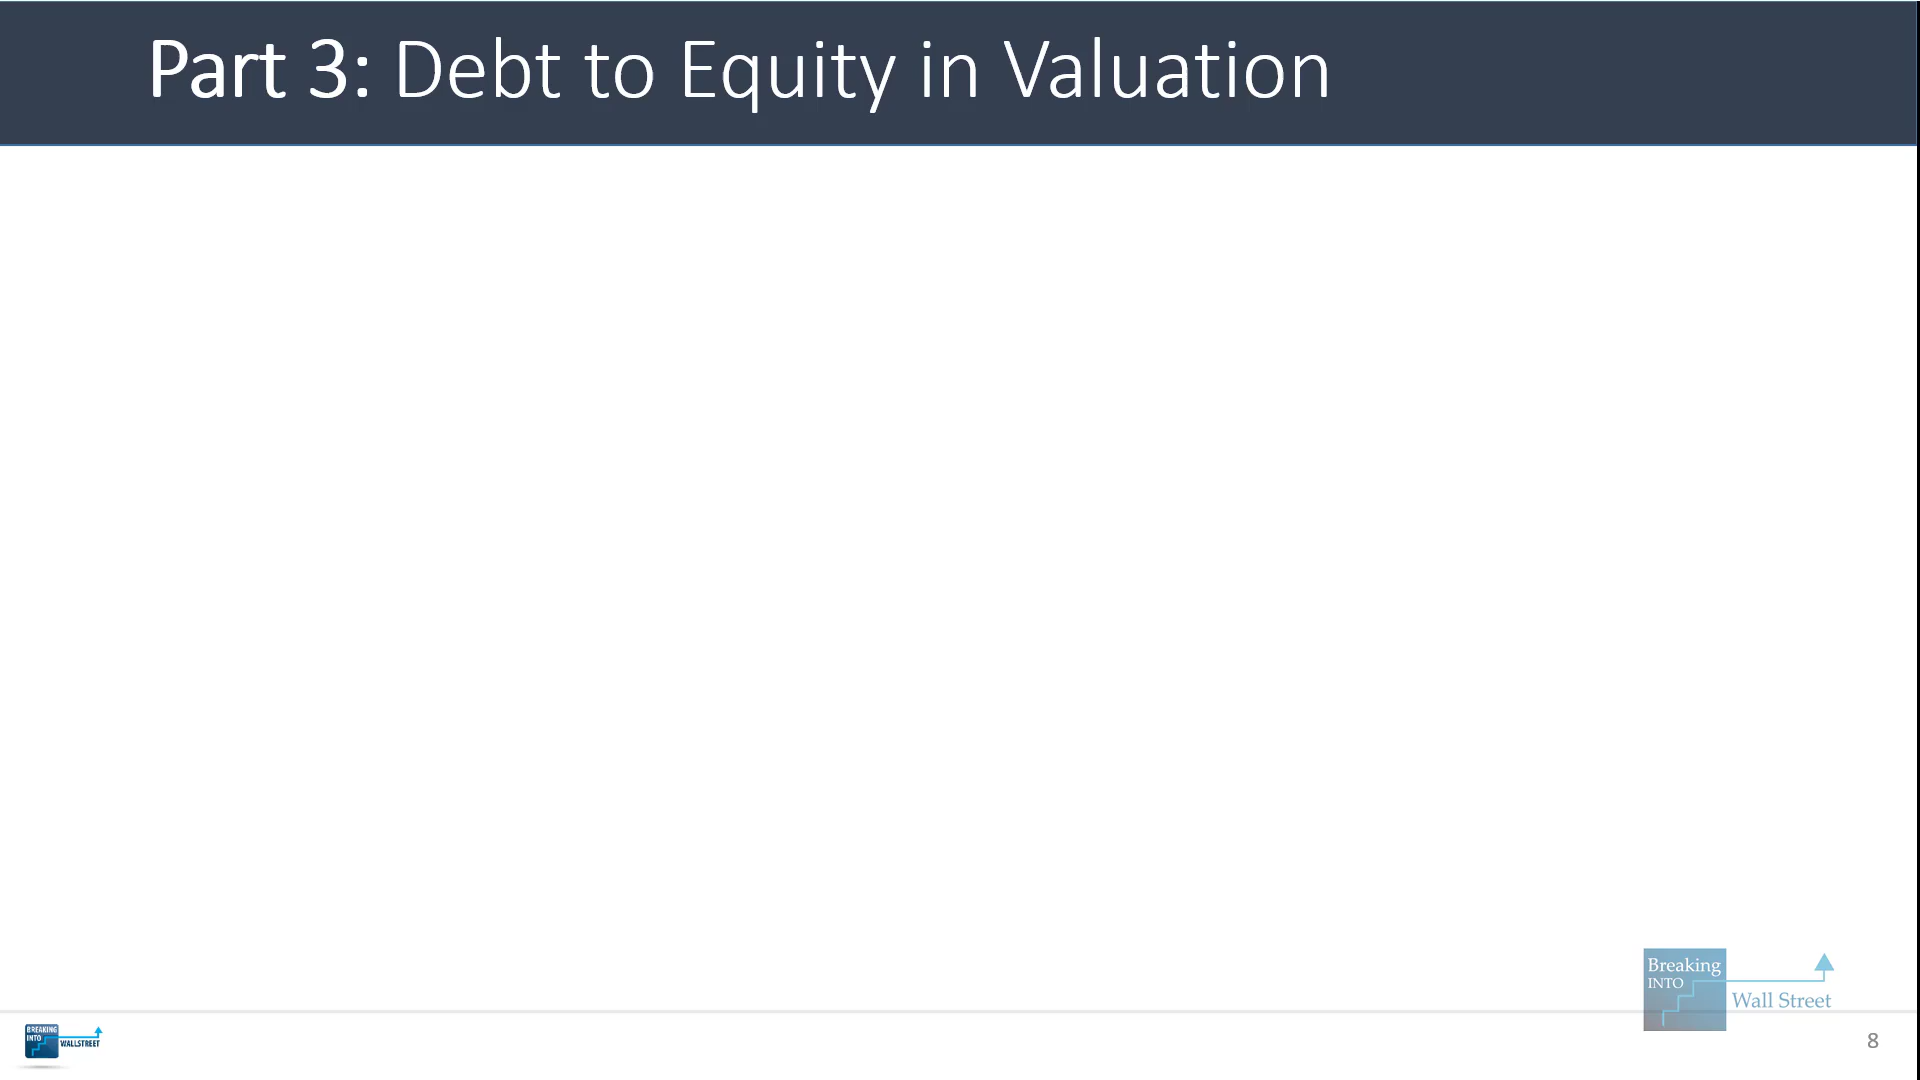 Part 3: Debt to Equity in Valuation
Breaking
INTO
Wall Street
BREAKING
INTO
WALLSTREET
8